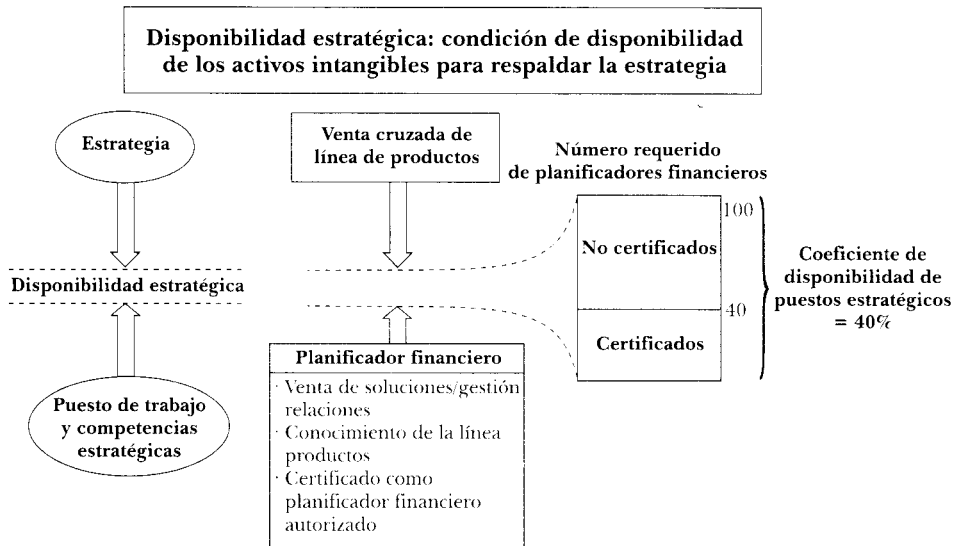 Disponibilidad estratégica: condición de disponibilidad
de los activos intangibles para respaldar la estrategia
Estrategia
Venta cruzada de
línea de productos
Número requerido
de planificadores financieros
100
No certificados
40
Certificados
Coeficiente de
disponibilidad de
puestos estratégicos
= 40%
Disponibilidad estratégica
Puesto de trabajo
y competencias
estratégicas
Planificador financiero
· Venta de soluciones/gestión
relaciones
· Conocimiento de la línea
productos
· Certificado como
planificador financiero
autorizado